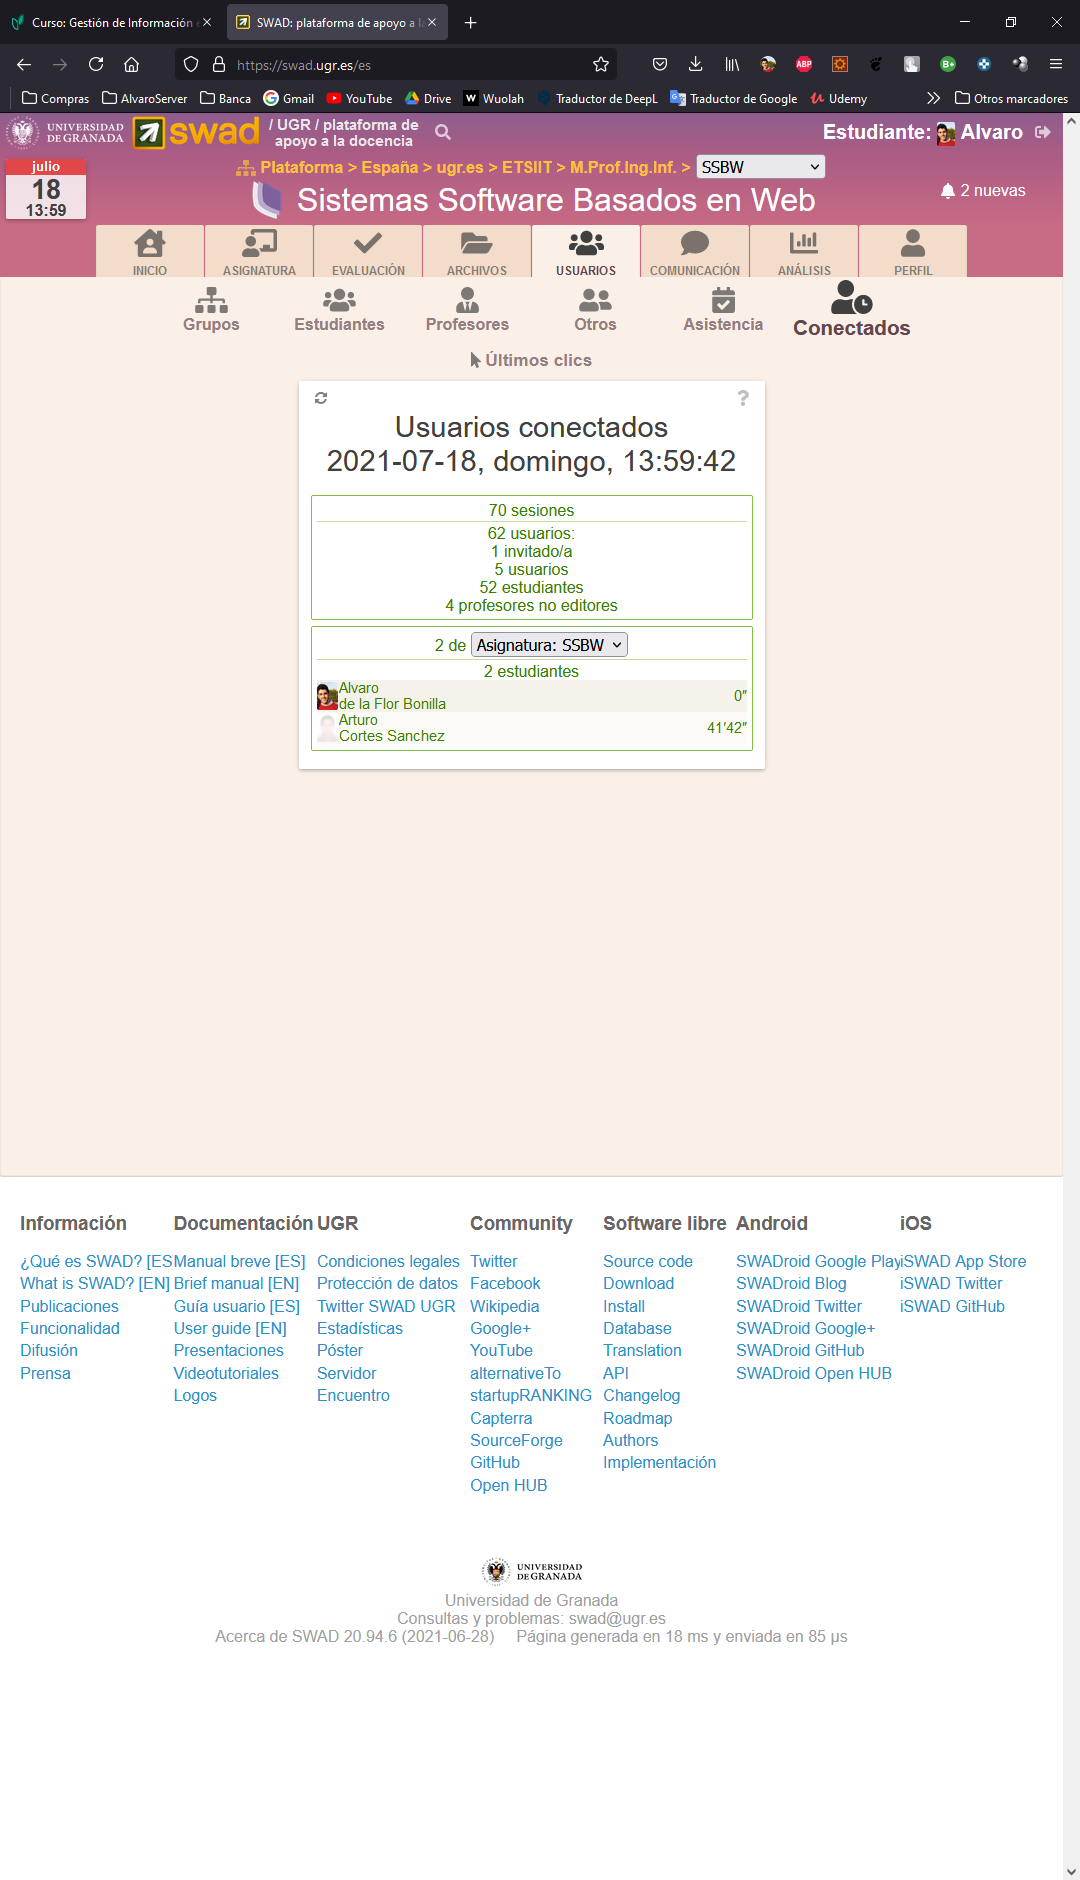 Curso: Gestión de Información
SWAD: plataforma de apoyo a l
https://swad.ugr.es/es
ABP
B+
Compras
AlvaroServer
Banca
Gmail
YouTube
Drive
Wuolah
Traductor de DeepL
Traductor de Google
Udemy
Otros marcadores
UNIVERSIDAD
DE GRANADA
swad
/ UGR / plataforma de
apoyo a la docencia
Estudiante: Alvaro
julio
18
13:59
Plataforma > España > ugr.es > ETSIIT > M.Prof.Ing.Inf. > SSBW
Sistemas Software Basados en Web
2 nuevas
INICIO
ASIGNATURA
EVALUACIÓN
ARCHIVOS
USUARIOS
COMUNICACIÓN
ANÁLISIS
PERFIL
Grupos
Estudiantes
Profesores
Otros
Asistencia
Conectados
Últimos clics
?
Usuarios conectados
2021-07-18, domingo, 13:59:42
70 sesiones
62 usuarios:
1 invitado/a
5 usuarios
52 estudiantes
4 profesores no editores
2 de Asignatura: SSBW
2 estudiantes
Alvaro
de la Flor Bonilla
0″
Arturo
Cortes Sanchez
41′42″
Información
¿Qué es SWAD? [ES
What is SWAD? [EN]
Publicaciones
Funcionalidad
Difusión
Prensa
Documentación
Manual breve [ES]
Brief manual [EN]
Guía usuario [ES]
User guide [EN]
Presentaciones
Videotutoriales
Logos
UGR
Condiciones legales
Protección de datos
Twitter SWAD UGR
Estadísticas
Póster
Servidor
Encuentro
Community
Twitter
Facebook
Wikipedia
Google+
YouTube
alternativeTo
startupRANKING
Capterra
SourceForge
GitHub
Open HUB
Software libre
Source code
Download
Install
Database
Translation
API
Changelog
Roadmap
Authors
Implementación
Android
SWADroid Google Play
SWADroid Blog
SWADroid Twitter
SWADroid Google+
SWADroid GitHub
SWADroid Open HUB
iOS
iSWAD App Store
iSWAD Twitter
iSWAD GitHub
UNIVERSIDAD
DE GRANADA
Universidad de Granada
Consultas y problemas: swad@ugr.es
Acerca de SWAD 20.94.6 (2021-06-28) Página generada en 18 ms y enviada en 85 µs